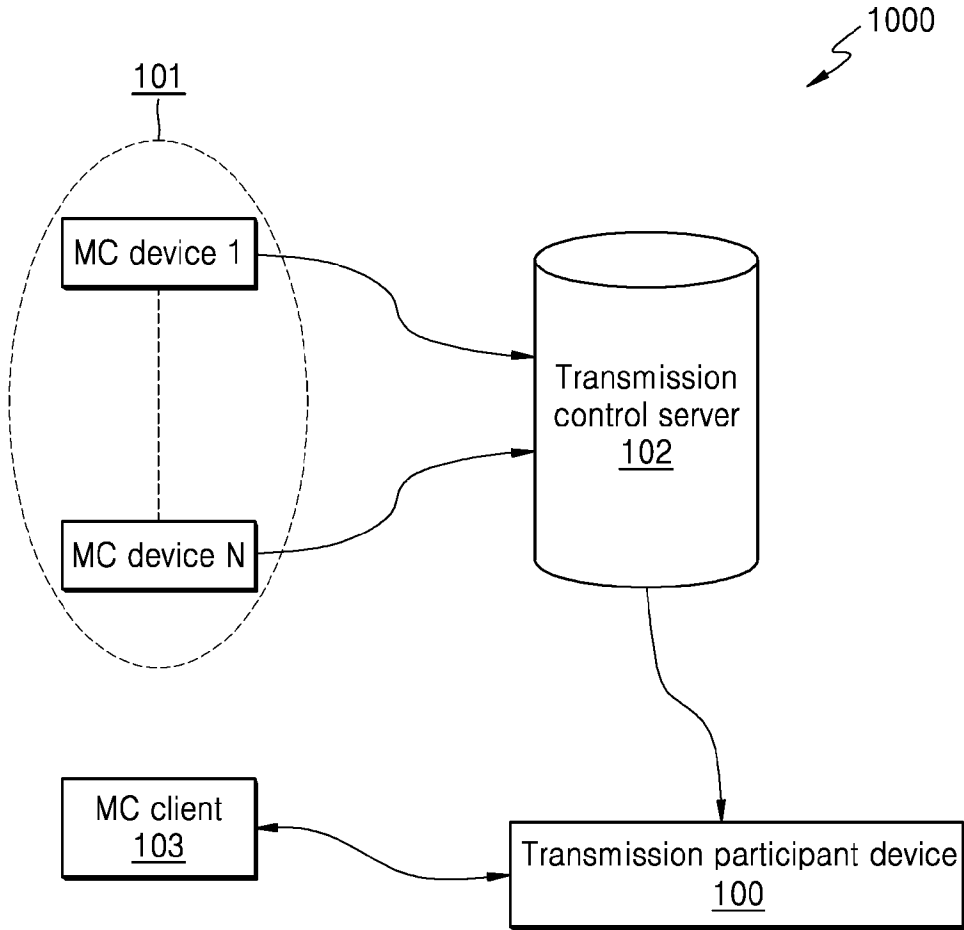 1000
101
MC device 1
Transmission
control server
102
MC device N
MC client
103
Transmission participant device
100